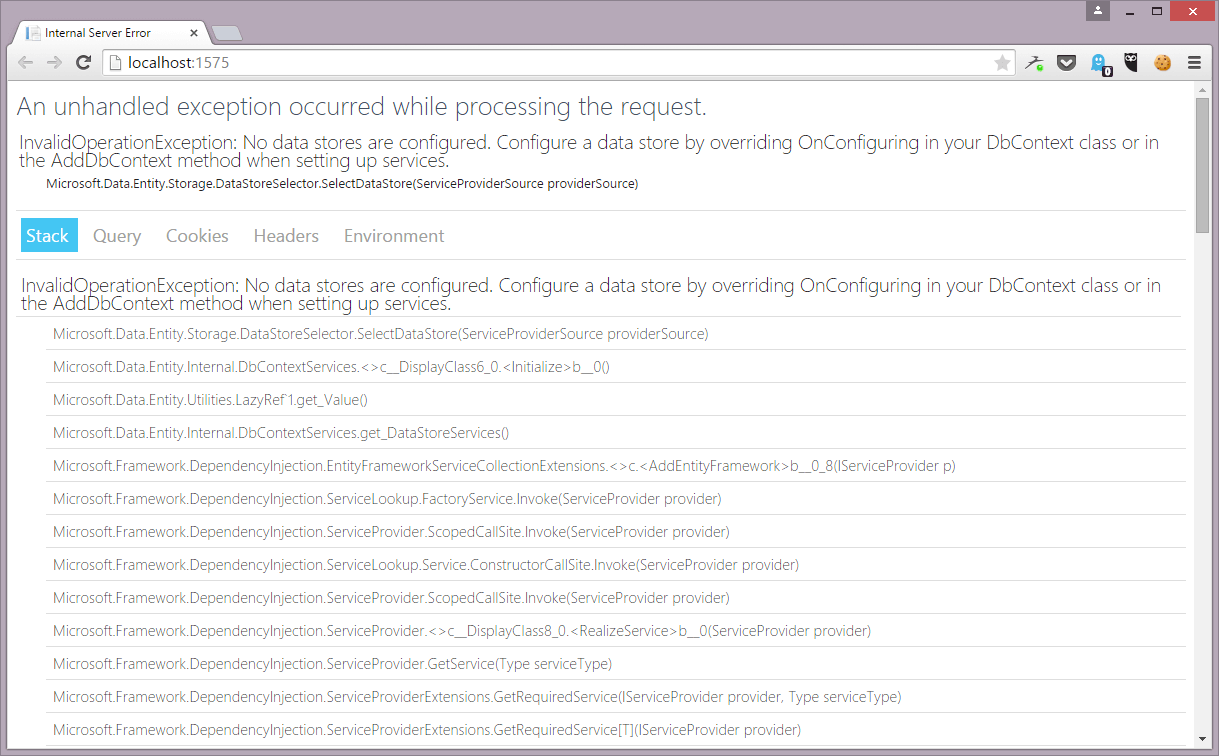 Internal Server Error
localhost:1575
0
An unhandled exception occurred while processing the request.
InvalidOperationException: No data stores are configured. Configure a data store by overriding OnConfiguring in your DbContext class or in
the AddDbContext method when setting up services.
Microsoft.Data.Entity.Storage.DataStoreSelector.SelectDataStore(ServiceProviderSource providerSource)
Stack Query Cookies Headers Environment
InvalidOperationException: No data stores are configured. Configure a data store by overriding OnConfiguring in your DbContext class or in
the AddDbContext method when setting up services.
Microsoft.Data.Entity.Storage.DataStoreSelector.SelectDataStore(ServiceProviderSource providerSource)
Microsoft.Data.Entity.Internal.DbContextServices.<>c__DisplayClass6_0.<Initialize>b__0()
Microsoft.Data.Entity.Utilities.LazyRef`1.get_Value()
Microsoft.Data.Entity.Internal.DbContextServices.get_DataStoreServices()
Microsoft.Framework.DependencyInjection.EntityFrameworkServiceCollectionExtensions.<>c.<AddEntityFramework>b__0_8(IServiceProvider p)
Microsoft.Framework.DependencyInjection.ServiceLookup.FactoryService.Invoke(ServiceProvider provider)
Microsoft.Framework.DependencyInjection.ServiceProvider.ScopedCallSite.Invoke(ServiceProvider provider)
Microsoft.Framework.DependencyInjection.ServiceLookup.Service.ConstructorCallSite.Invoke(ServiceProvider provider)
Microsoft.Framework.DependencyInjection.ServiceProvider.ScopedCallSite.Invoke(ServiceProvider provider)
Microsoft.Framework.DependencyInjection.ServiceProvider.<>c__DisplayClass8_0.<RealizeService>b__0(ServiceProvider provider)
Microsoft.Framework.DependencyInjection.ServiceProvider.GetService(Type serviceType)
Microsoft.Framework.DependencyInjection.ServiceProviderExtensions.GetRequiredService(IServiceProvider provider, Type serviceType)
Microsoft.Framework.DependencyInjection.ServiceProviderExtensions.GetRequiredService[T](IServiceProvider provider)